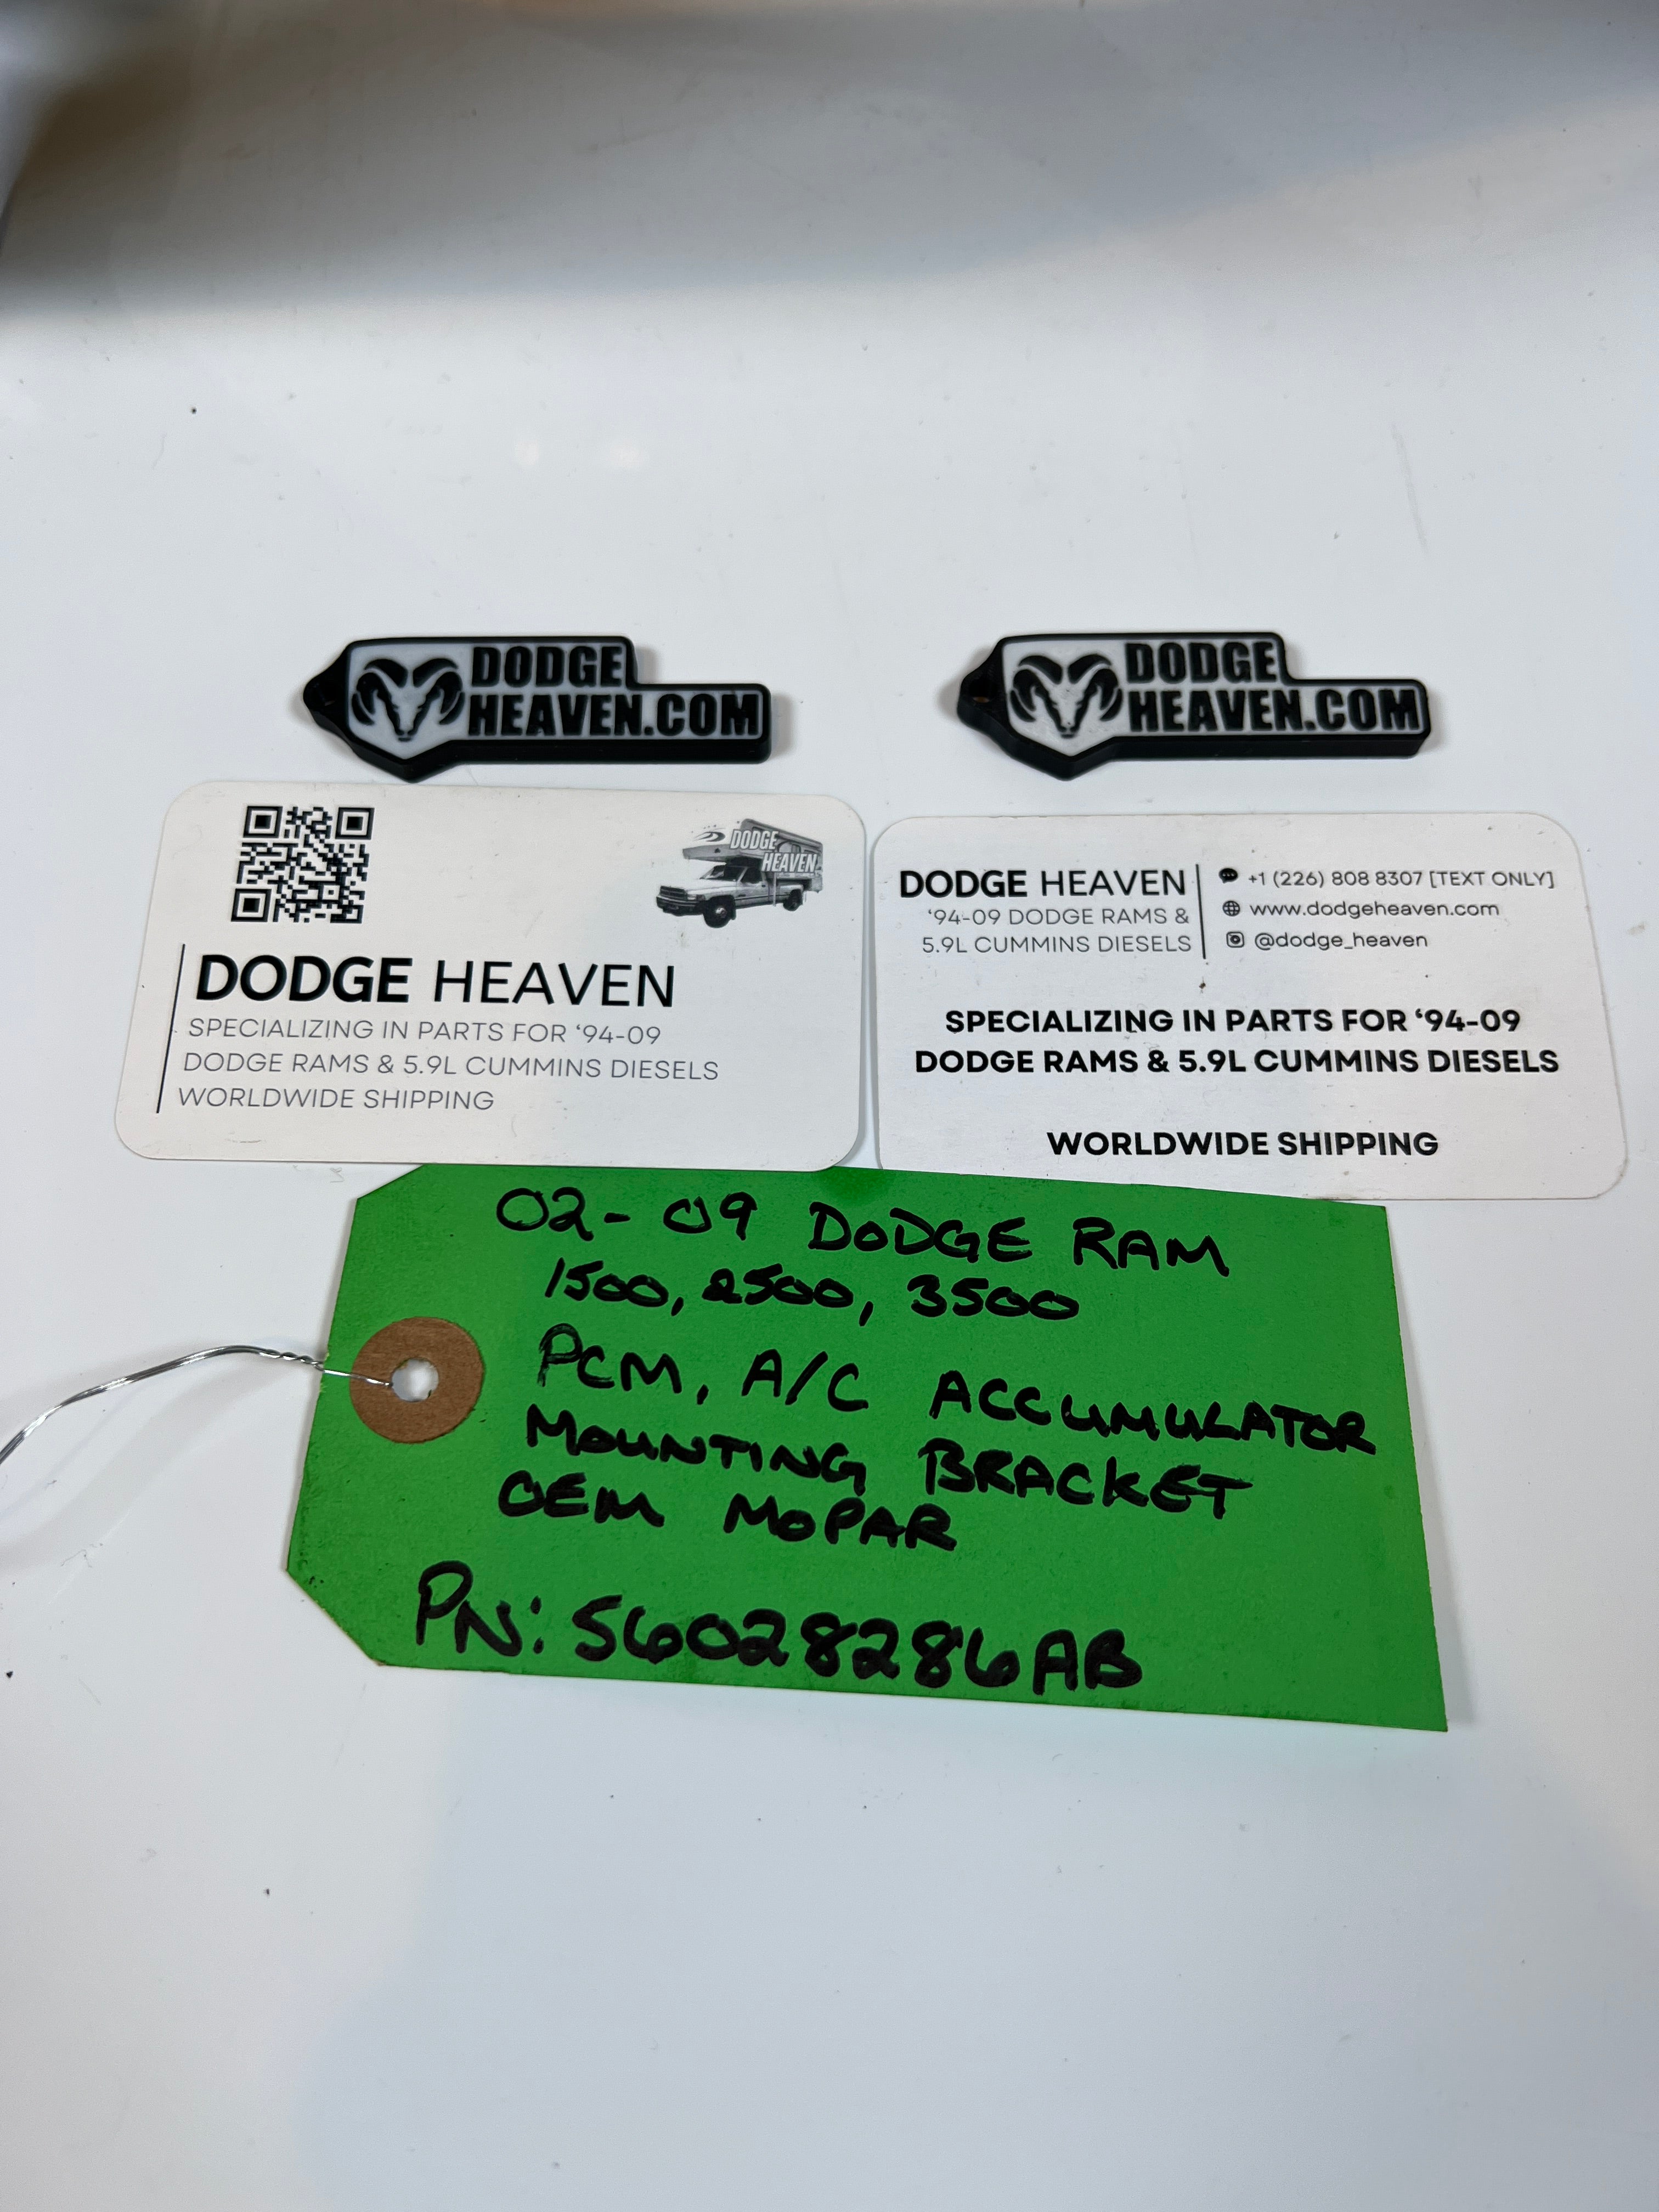 DODGE
HEAVEN.COM
DODGE
HEAVEN.COM
DODGE
HEAVEN
DODGE HEAVEN
SPECIALIZING IN PARTS FOR ‘94-09
DODGE RAMS & 5.9L CUMMINS DIESELS
WORLDWIDE SHIPPING
DODGE HEAVEN
‘94-09 DODGE RAMS &
5.9L CUMMINS DIESELS
+1 (226) 808 8307 [TEXT ONLY]
www.dodgeheaven.com
@dodge_heaven
SPECIALIZING IN PARTS FOR ‘94-09
DODGE RAMS & 5.9L CUMMINS DIESELS
WORLDWIDE SHIPPING
02-09 DODGE RAM
1500, 2500, 3500
PCM, A/C ACCUMULATOR
MOUNTING BRACKET
OEM MOPAR
PN: 56028286AB